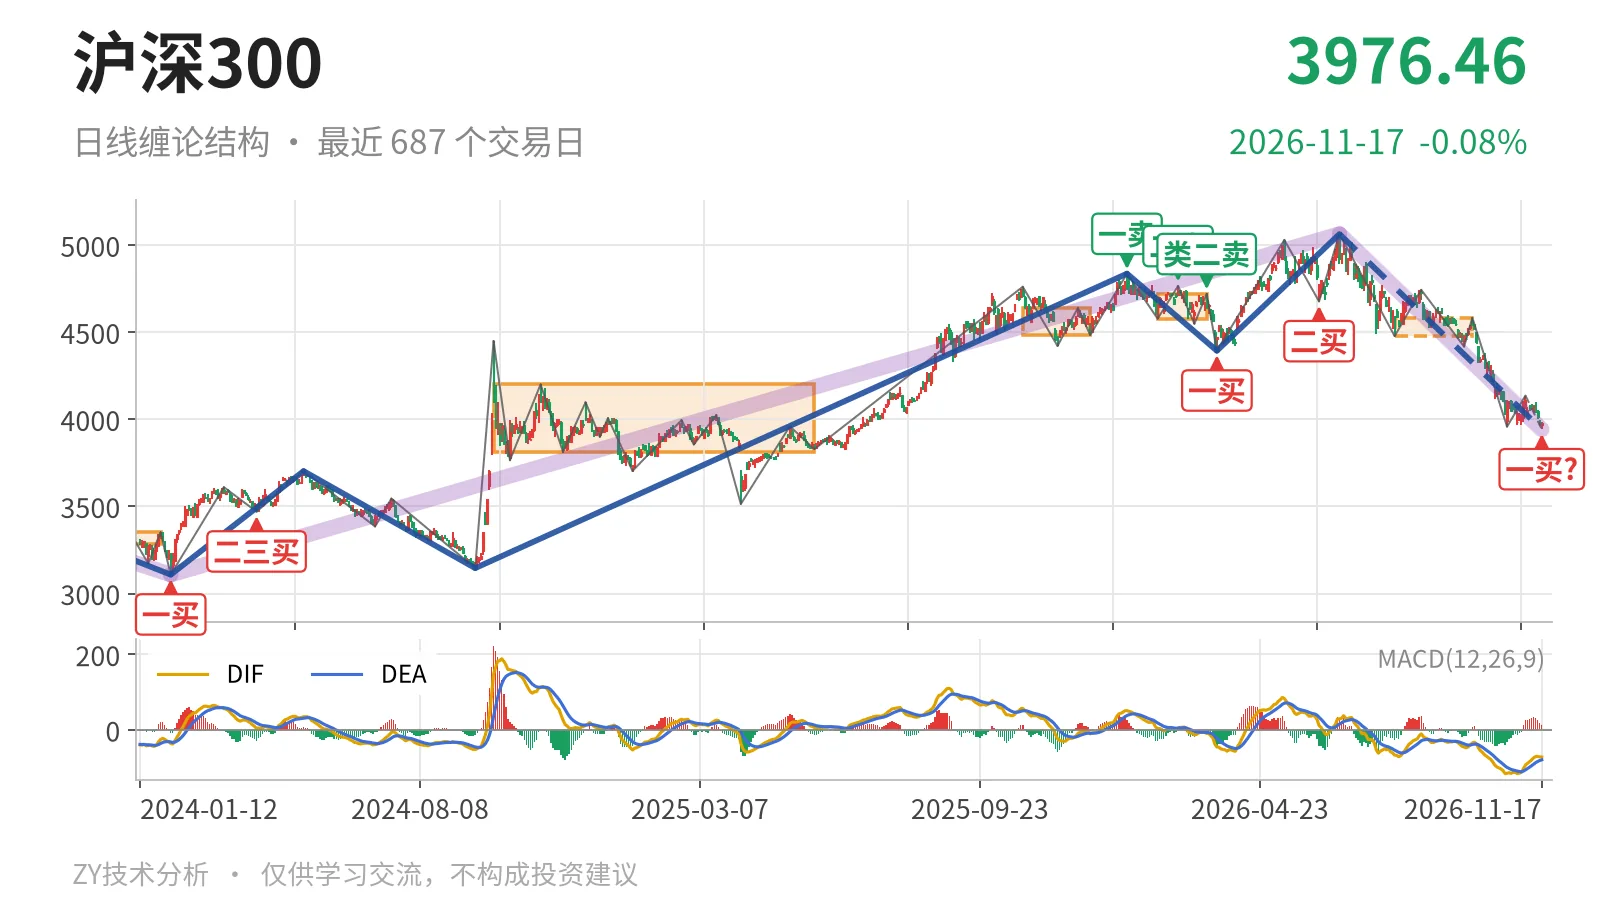 沪深300
3976.46
日线缠论结构 • 最近 687 个交易日
2026-11-17 -0.08%
5000
4500
4000
3500
3000
一卖
类二卖
二买
一买
一买?
二三买
一买
200
0
DIF
DEA
MACD(12,26,9)
2024-01-12
2024-08-08
2025-03-07
2025-09-23
2026-04-23
2026-11-17
ZY技术分析 • 仅供学习交流，不构成投资建议